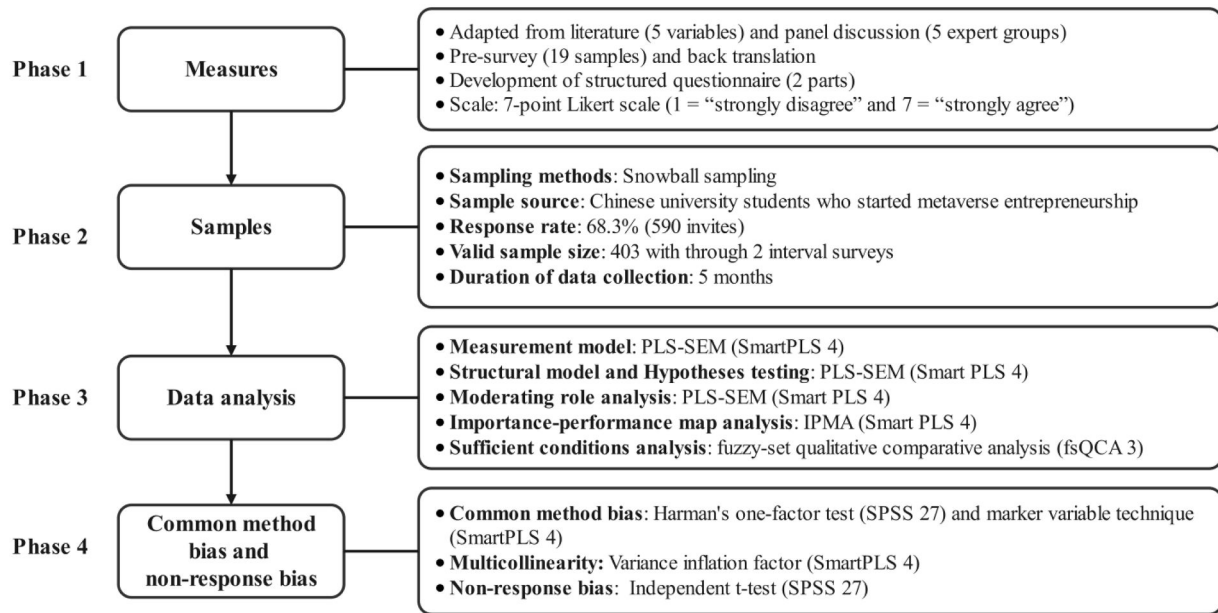 Phase 1
Measures
• Adapted from literature (5 variables) and panel discussion (5 expert groups)
• Pre-survey (19 samples) and back translation
• Development of structured questionnaire (2 parts)
• Scale: 7-point Likert scale (1 = “strongly disagree” and 7 = “strongly agree”)
Phase 2
Samples
• Sampling methods: Snowball sampling
• Sample source: Chinese university students who started metaverse entrepreneurship
• Response rate: 68.3% (590 invites)
• Valid sample size: 403 with through 2 interval surveys
• Duration of data collection: 5 months
Phase 3
Data analysis
• Measurement model: PLS-SEM (SmartPLS 4)
• Structural model and Hypotheses testing: PLS-SEM (Smart PLS 4)
• Moderating role analysis: PLS-SEM (Smart PLS 4)
• Importance-performance map analysis: IPMA (Smart PLS 4)
• Sufficient conditions analysis: fuzzy-set qualitative comparative analysis (fsQCA 3)
Phase 4
Common method
bias and
non-response bias
• Common method bias: Harman's one-factor test (SPSS 27) and marker variable technique
(SmartPLS 4)
• Multicollinearity: Variance inflation factor (SmartPLS 4)
• Non-response bias: Independent t-test (SPSS 27)